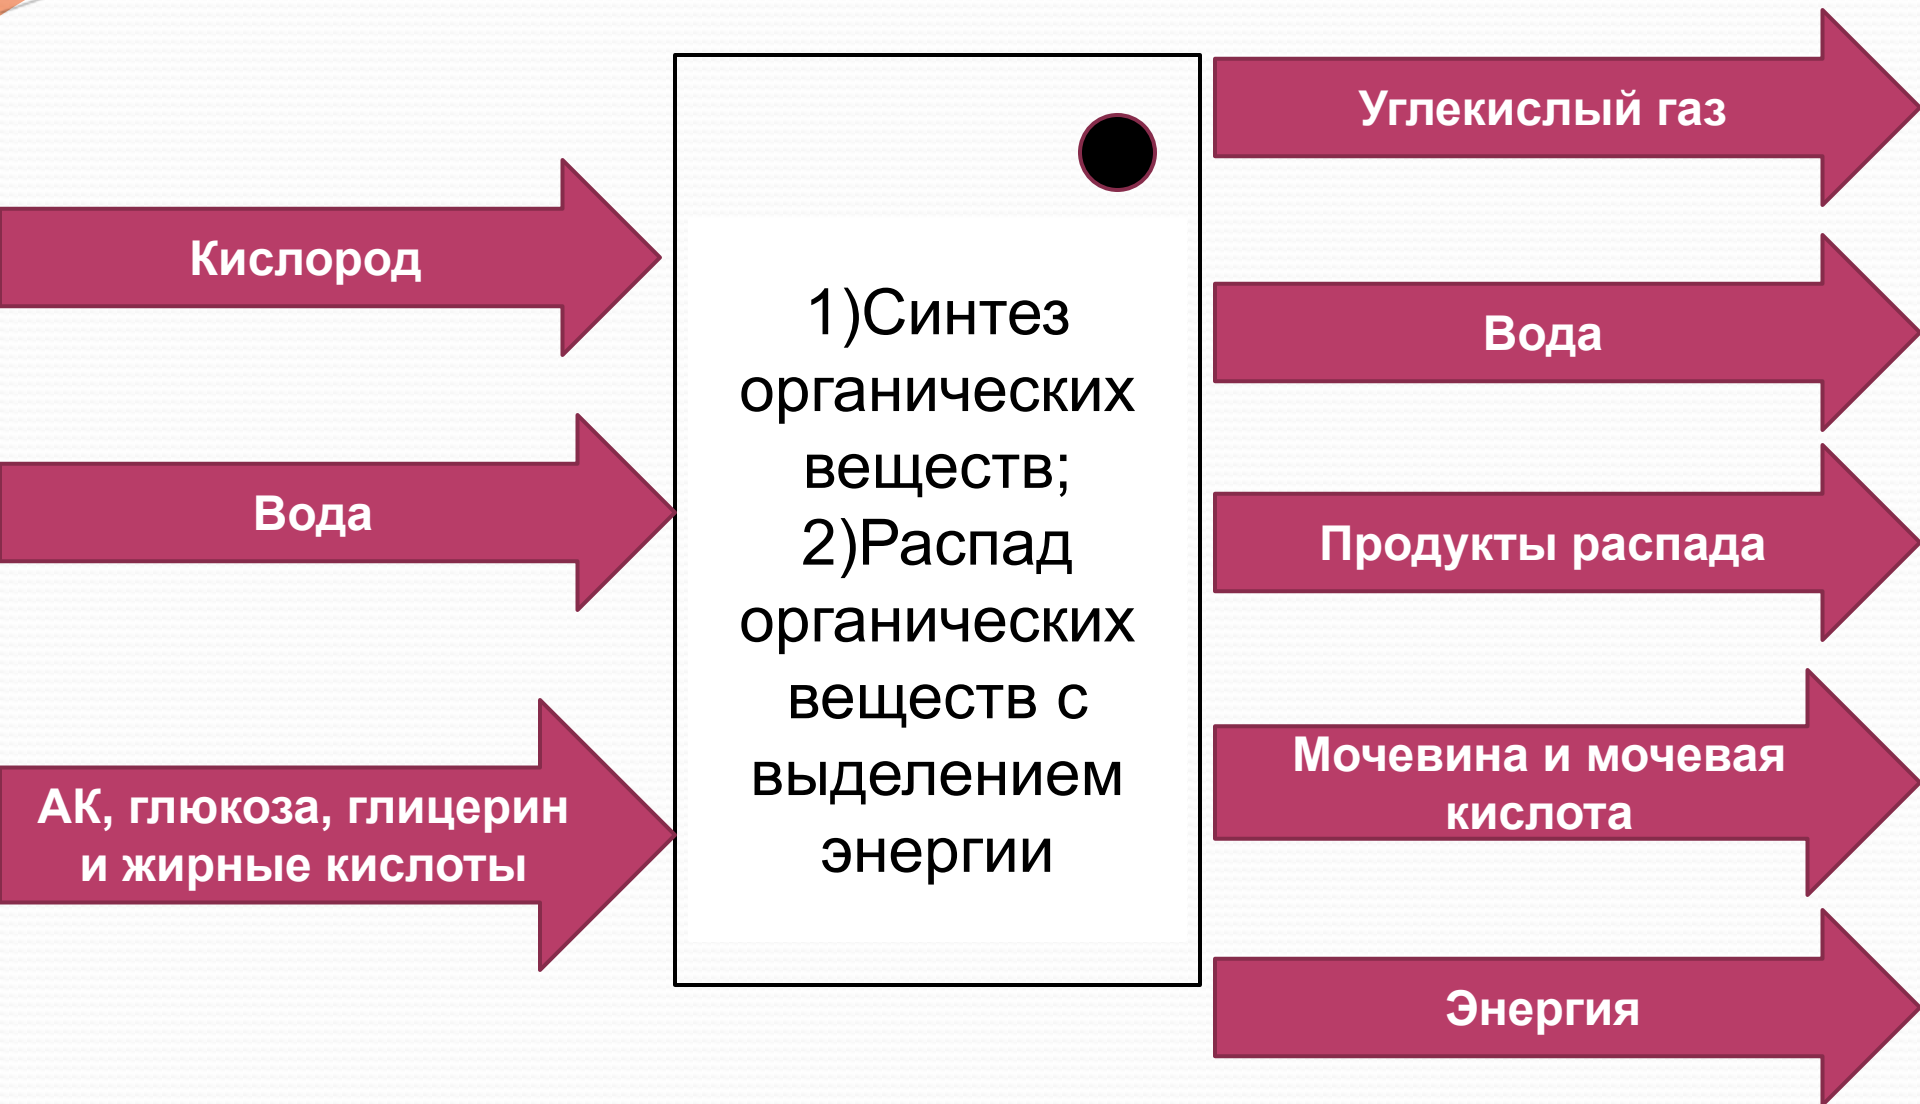 Кислород
Вода
АК, глюкоза, глицерин
и жирные кислоты
1)Синтез
органических
веществ;
2)Распад
органических
веществ с
выделением
энергии
Углекислый газ
Вода
Продукты распада
Мочевина и мочевая
кислота
Энергия